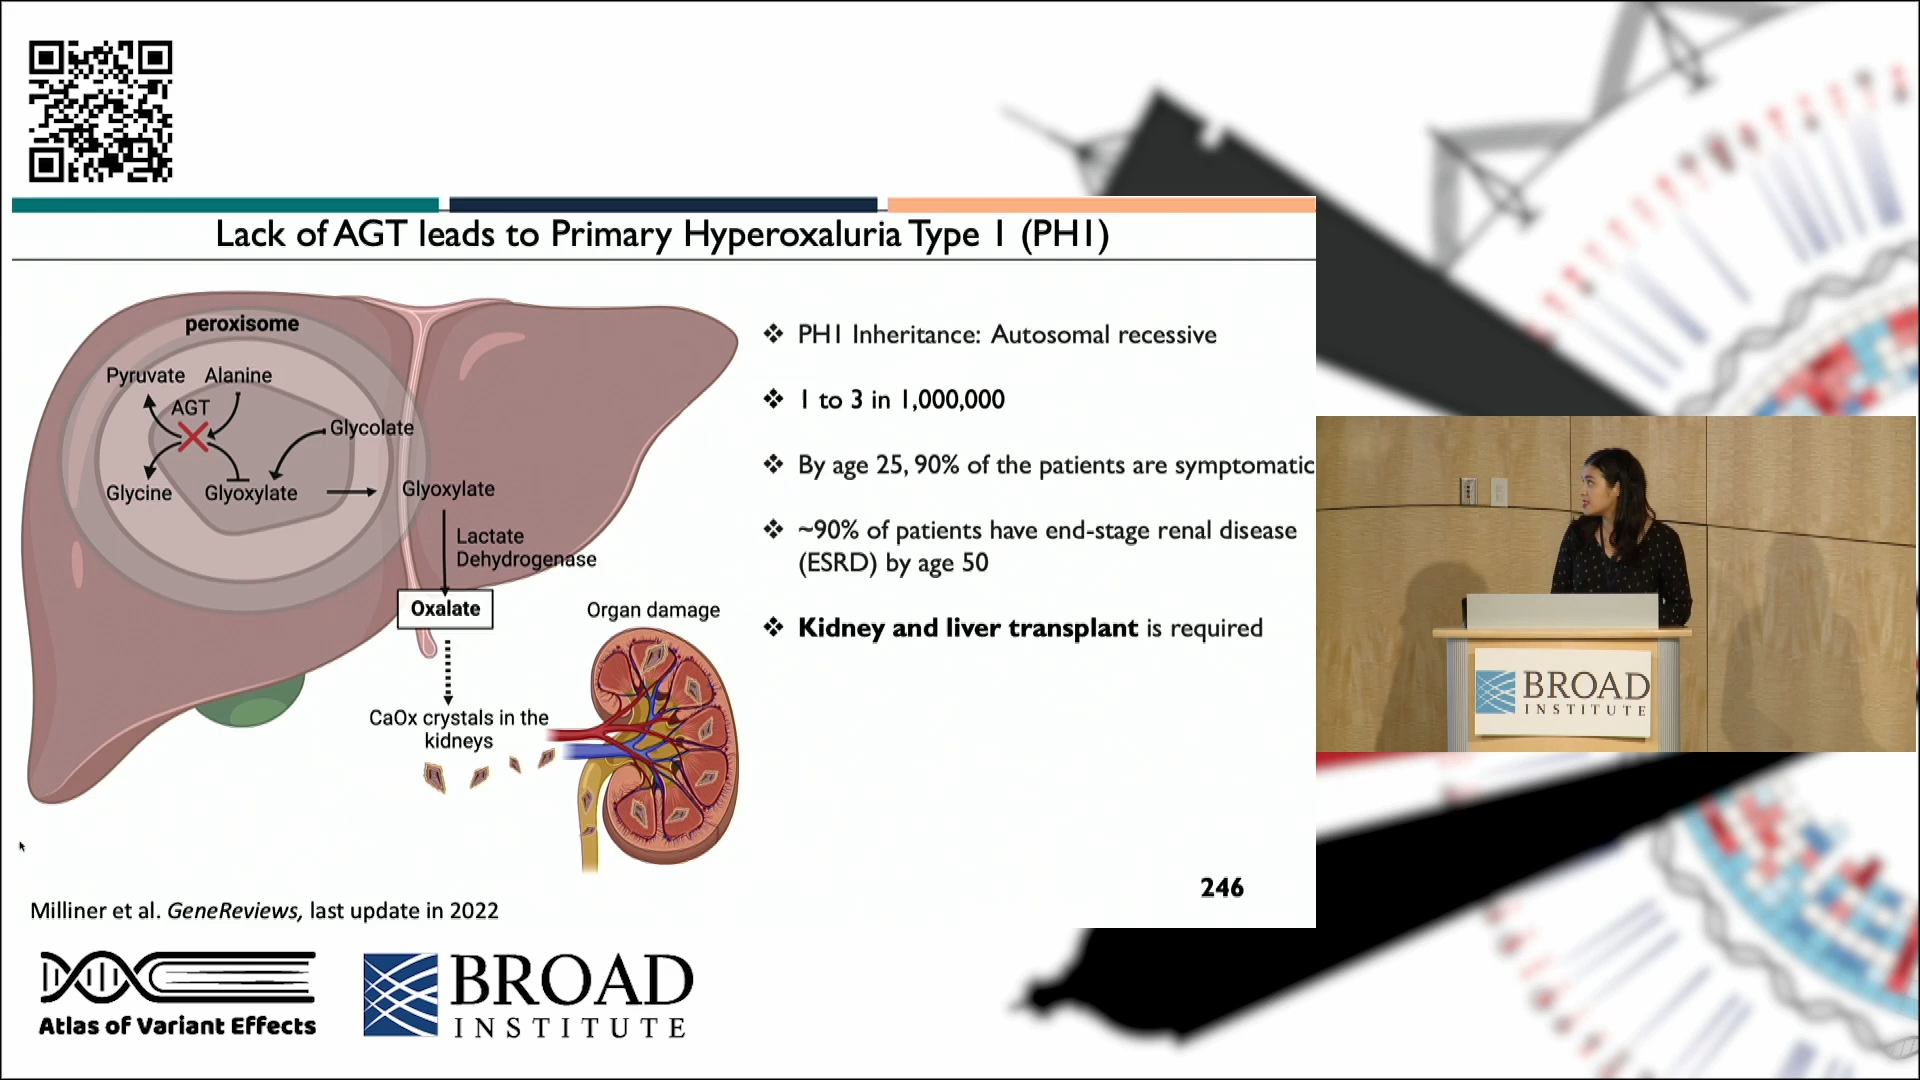 Lack of AGT leads to Primary Hyperoxaluria Type 1 (PH1)
peroxisome
Pyruvate Alanine
AGT
Glycolate
Glycine Glyoxylate
Glyoxylate
Lactate
Dehydrogenase
Oxalate
Organ damage
CaOx crystals in the
kidneys
❖ PH1 Inheritance: Autosomal recessive
❖ 1 to 3 in 1,000,000
❖ By age 25, 90% of the patients are symptomatic
❖ ~90% of patients have end-stage renal disease
(ESRD) by age 50
❖ Kidney and liver transplant is required
246
Milliner et al. GeneReviews, last update in 2022
Atlas of Variant Effects
BROAD
INSTITUTE
BROAD
INSTITUTE